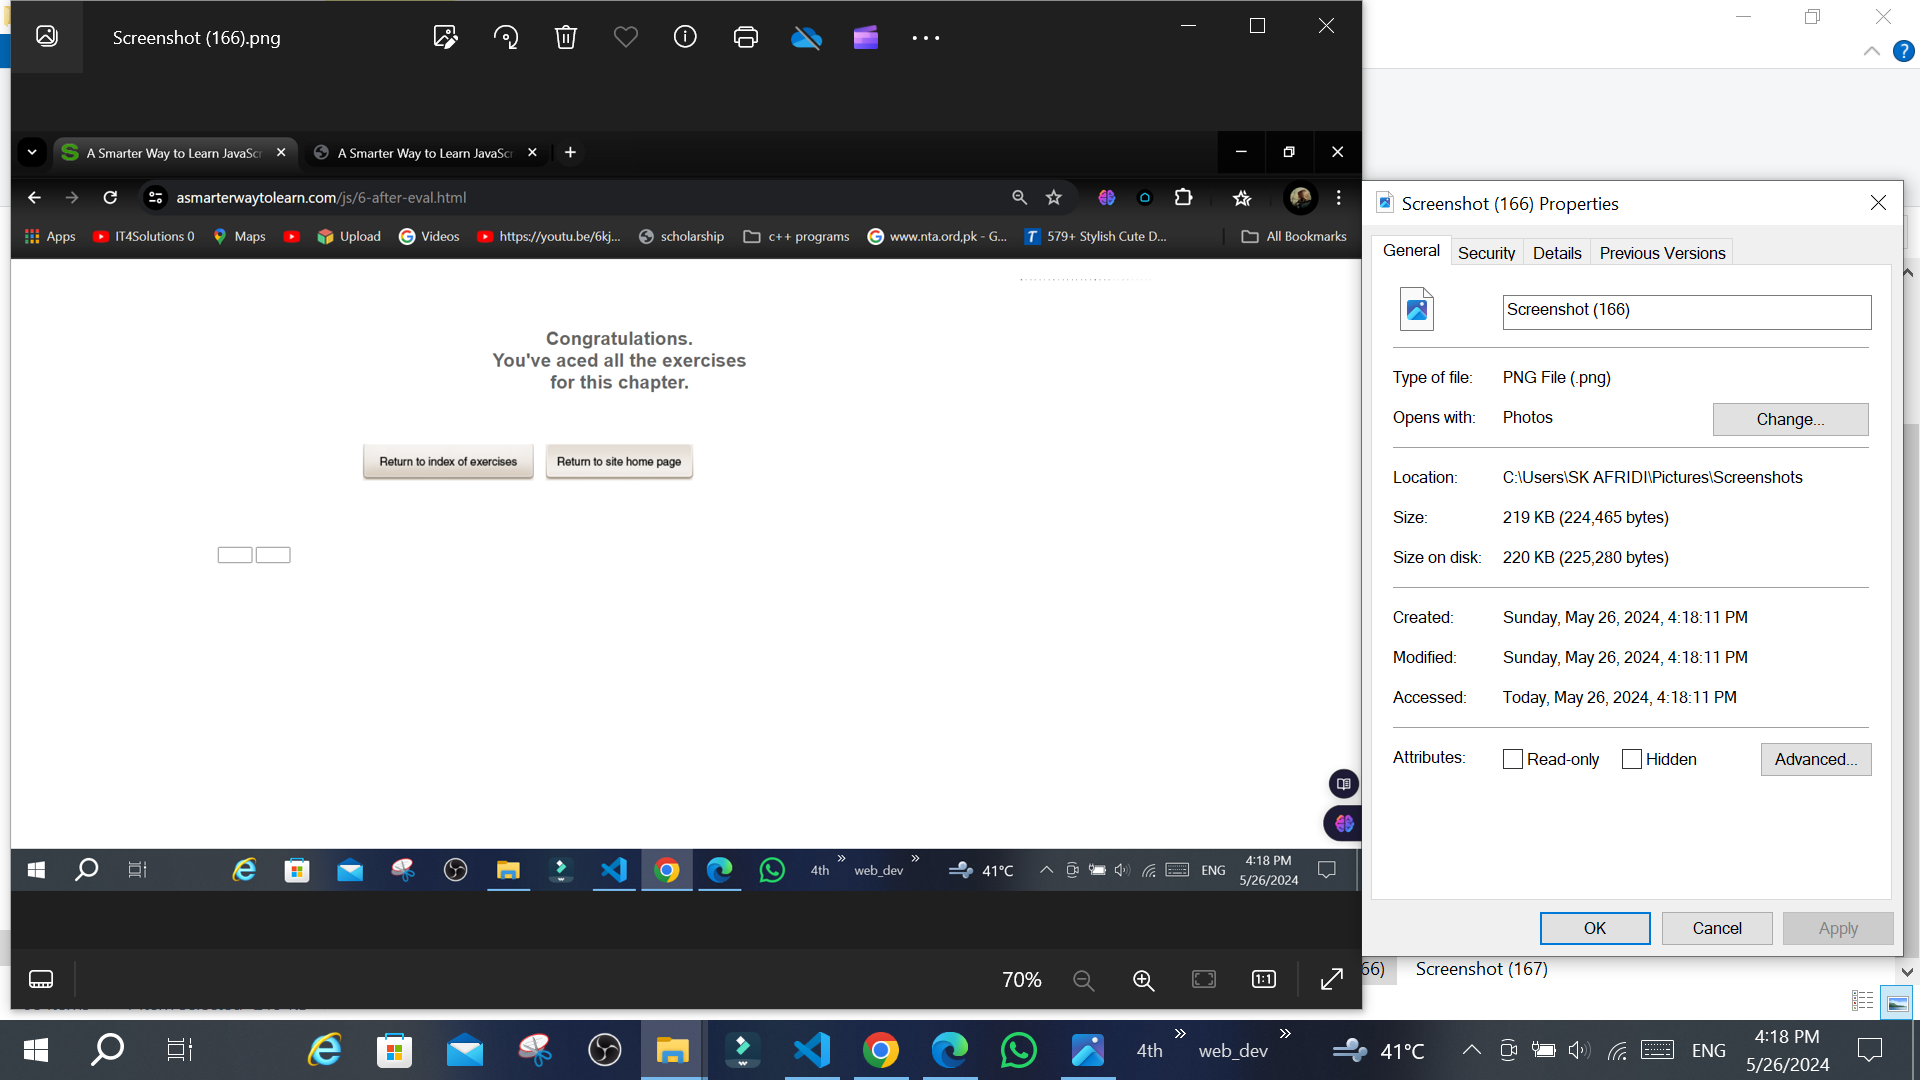 Screenshot (166).png
A Smarter Way to Learn JavaScr
A Smarter Way to Learn JavaScr
asmarterwaytolearn.com/js/6-after-eval.html
Apps
IT4Solutions 0
Maps
Upload
Videos
https://youtu.be/6kj...
scholarship
c++ programs
www.nta.ord,pk - G...
579+ Stylish Cute D...
All Bookmarks
Congratulations.
You've aced all the exercises
for this chapter.
Return to index of exercises
Return to site home page
4th
web_dev
41°C
ENG
4:18 PM
5/26/2024
70%
1:1
Screenshot (166) Properties
General
Security
Details
Previous Versions
Screenshot (166)
Type of file: PNG File (.png)
Opens with: Photos
Change...
Location: C:\Users\SK AFRIDI\Pictures\Screenshots
Size: 219 KB (224,465 bytes)
Size on disk: 220 KB (225,280 bytes)
Created: Sunday, May 26, 2024, 4:18:11 PM
Modified: Sunday, May 26, 2024, 4:18:11 PM
Accessed: Today, May 26, 2024, 4:18:11 PM
Attributes:
Read-only
Hidden
Advanced...
OK
Cancel
Apply
66)
Screenshot (167)
4th
web_dev
41°C
ENG
4:18 PM
5/26/2024